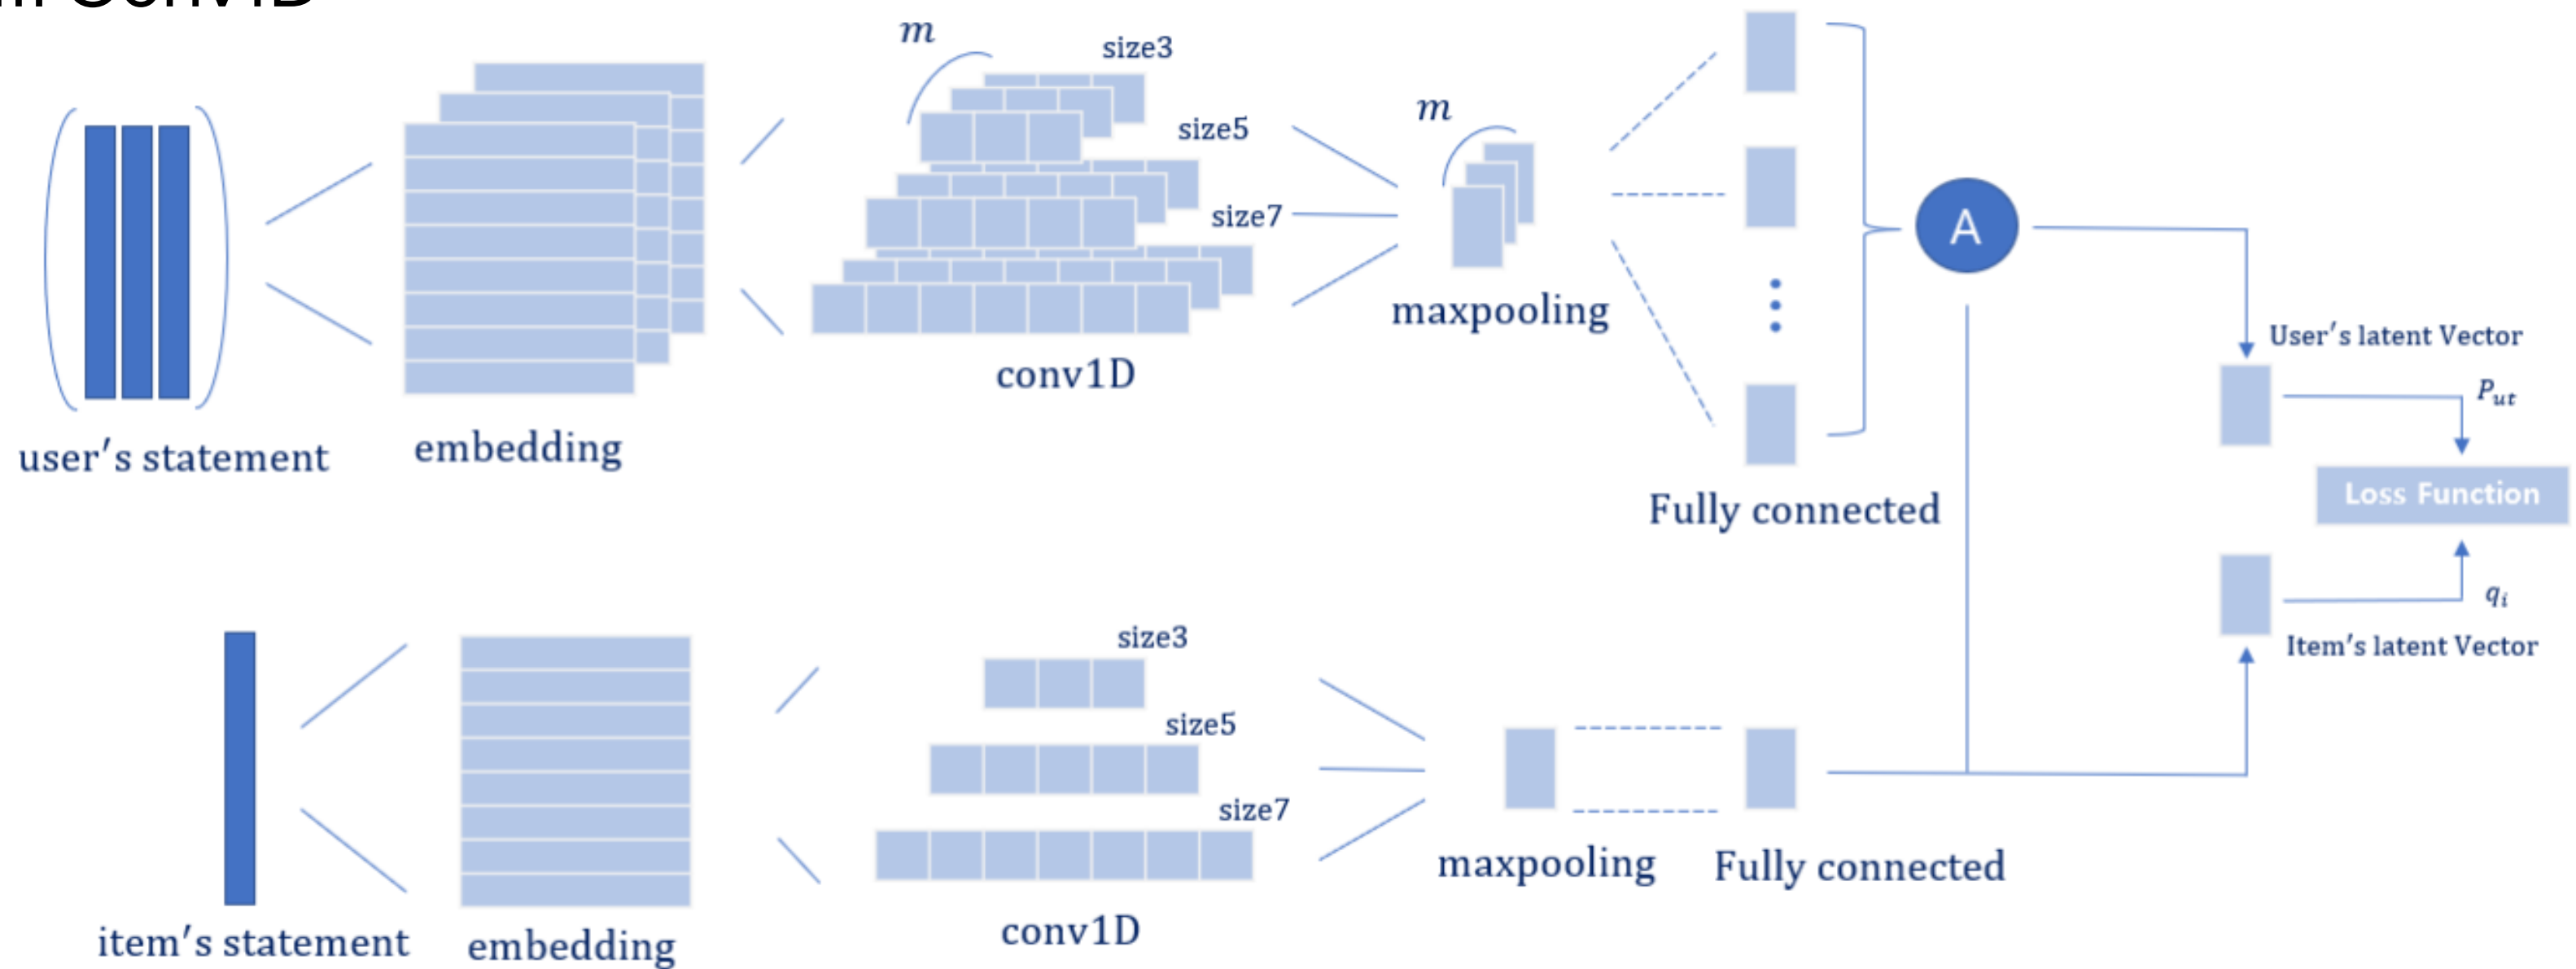 Conv1D
m
size3
size5
size7
conv1D
m
maxpooling
user's statement
embedding
Fully connected
A
User's latent Vector
P_ut
Loss Function
q_i
Item's latent Vector
size3
size5
size7
item's statement
embedding
conv1D
maxpooling
Fully connected